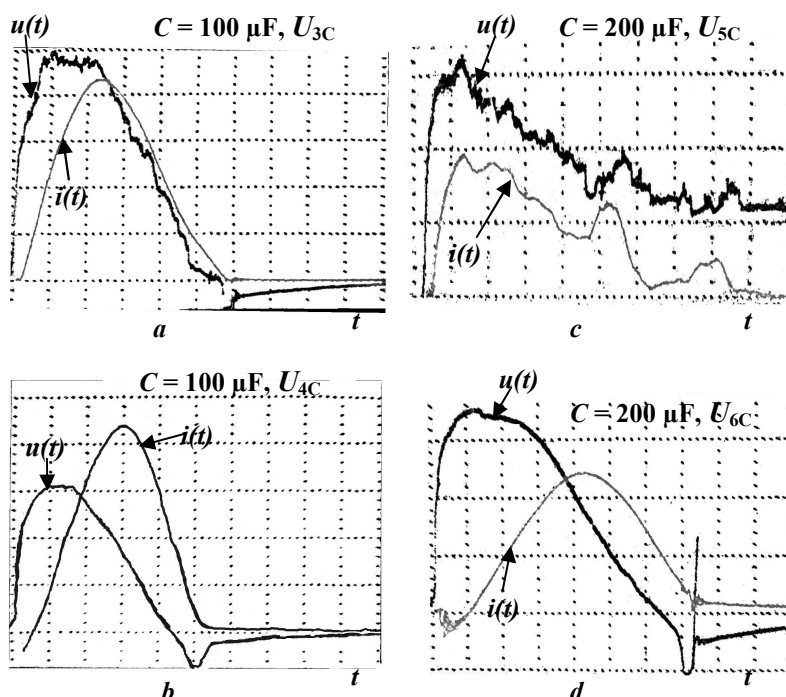 u(t)
C = 100 µF, U3C
i(t)
a
t
C = 200 µF, U5C
u(t)
i(t)
c
t
C = 100 µF, U4C
u(t)
i(t)
b
t
u(t)
C = 200 µF, U6C
i(t)
d
t